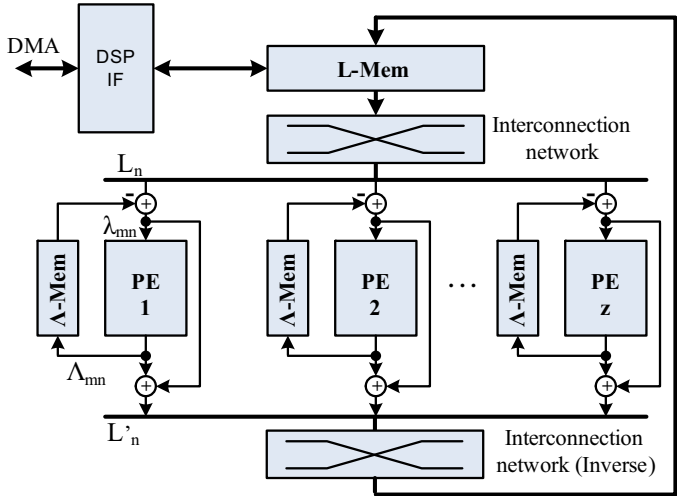 DMA
DSP
IF
L-Mem
Interconnection
network
Lₙ
- + - + - +
λₘₙ
Λ-Mem
PE
1
Λ-Mem
PE
2
...
Λ-Mem
PE
z
Λₘₙ
+ + +
L'ₙ
Interconnection
network (Inverse)